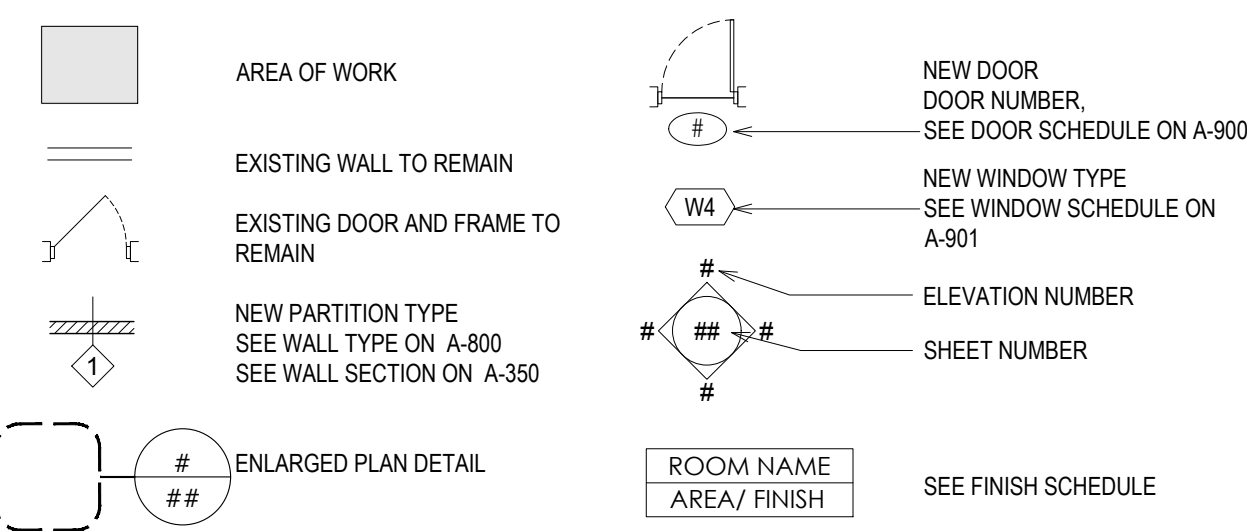 AREA OF WORK
EXISTING WALL TO REMAIN
EXISTING DOOR AND FRAME TO
REMAIN
NEW PARTITION TYPE
SEE WALL TYPE ON A-800
SEE WALL SECTION ON A-350
1
#
##
ENLARGED PLAN DETAIL
NEW DOOR
DOOR NUMBER,
SEE DOOR SCHEDULE ON A-900
#
NEW WINDOW TYPE
SEE WINDOW SCHEDULE ON
A-901
W4
#
ELEVATION NUMBER
# ## #
SHEET NUMBER
#
ROOM NAME
AREA/ FINISH
SEE FINISH SCHEDULE